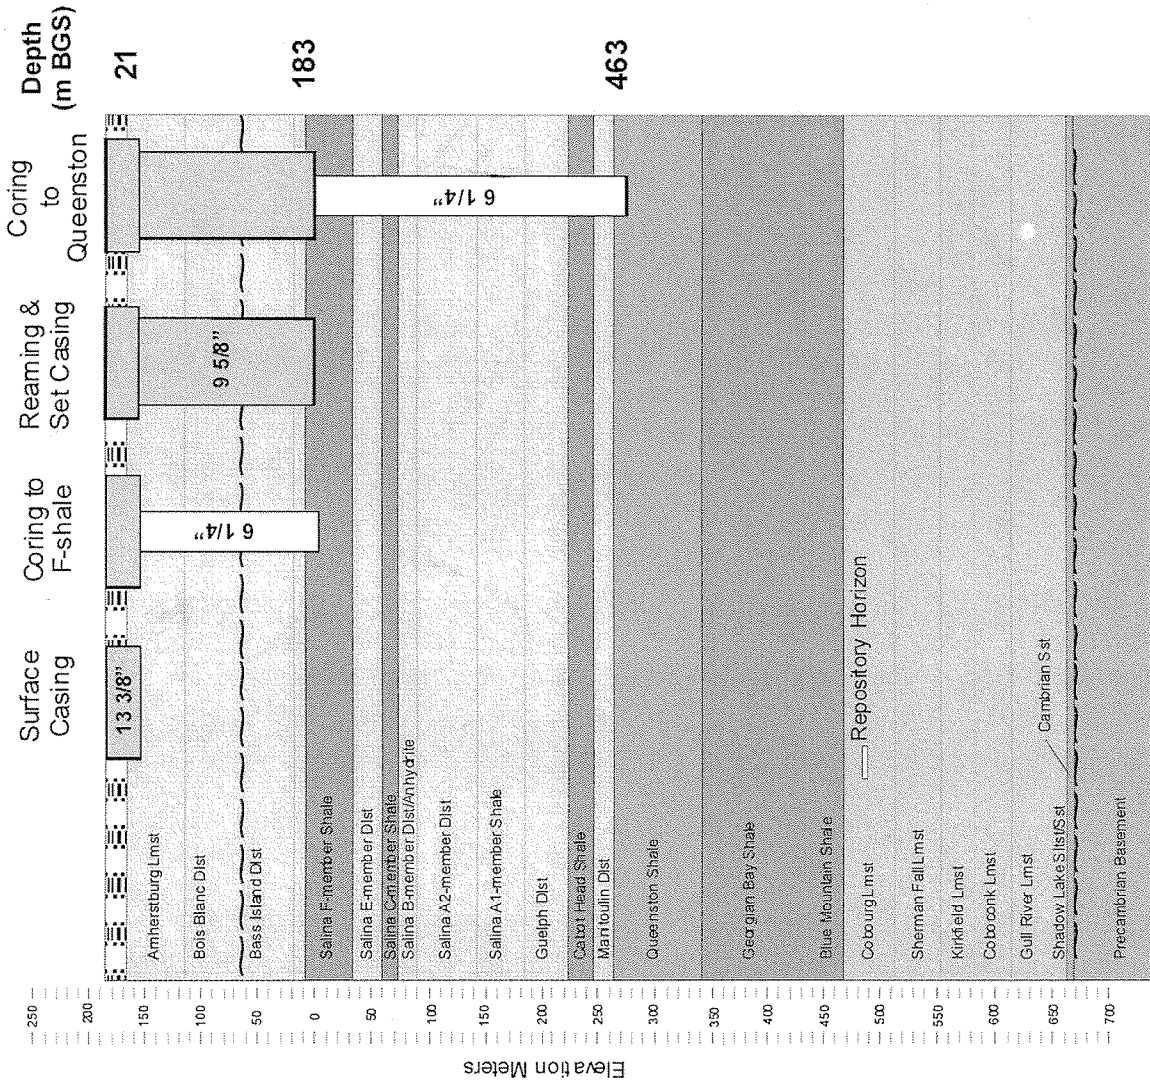 Surface
Casing
Coring to
F-shale
Reaming &
Set Casing
Coring
to
Queenston
Depth
(m BGS)
21
183
463
13 3/8"
6 1/4"
9 5/8"
6 1/4"
Amherstburg Lmst
Bois Blanc Dlst
Bass Island Dlst
Salina F-member Shale
Salina E-member Dlst
Salina C-member Shale
Salina B-member Dlst/Anhydrite
Salina A2-member Dlst
Salina A1-member Shale
Guelph Dlst
Cabot Head Shale
Manitoulin Dlst
Queenston Shale
Georgian Bay Shale
Blue Mountain Shale
Cobourg Lmst
Repository Horizon
Sherman Fall Lmst
Kirkfield Lmst
Coboconk Lmst
Gull River Lmst
Shadow Lake Sltst/Sst
Cambrian Sst
Precambrian Basement
Elevation Meters
250
200
150
100
50
0
50
100
150
200
250
300
350
400
450
500
550
600
650
700